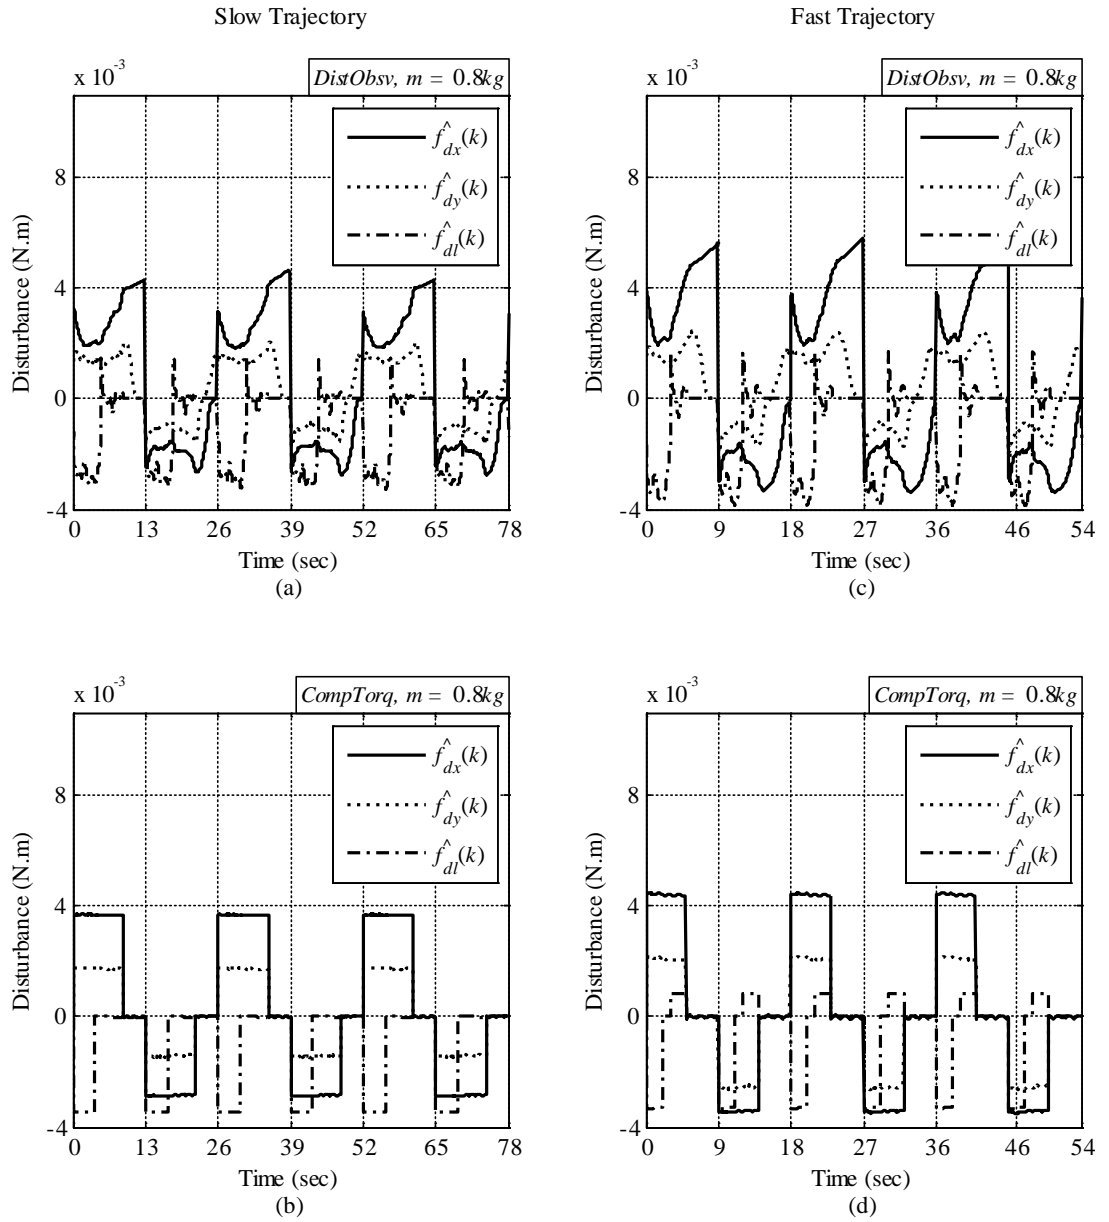 Slow Trajectory
Fast Trajectory
x 10^-3
DistObsv, m = 0.8kg
f̂_dx(k)
f̂_dy(k)
f̂_dl(k)
Disturbance (N.m)
8
4
0
-4
0 13 26 39 52 65 78
Time (sec)
(a)
x 10^-3
DistObsv, m = 0.8kg
f̂_dx(k)
f̂_dy(k)
f̂_dl(k)
Disturbance (N.m)
8
4
0
-4
0 9 18 27 36 46 54
Time (sec)
(c)
x 10^-3
CompTorq, m = 0.8kg
f̂_dx(k)
f̂_dy(k)
f̂_dl(k)
Disturbance (N.m)
8
4
0
-4
0 13 26 39 52 65 78
Time (sec)
(b)
x 10^-3
CompTorq, m = 0.8kg
f̂_dx(k)
f̂_dy(k)
f̂_dl(k)
Disturbance (N.m)
8
4
0
-4
0 9 18 27 36 46 54
Time (sec)
(d)